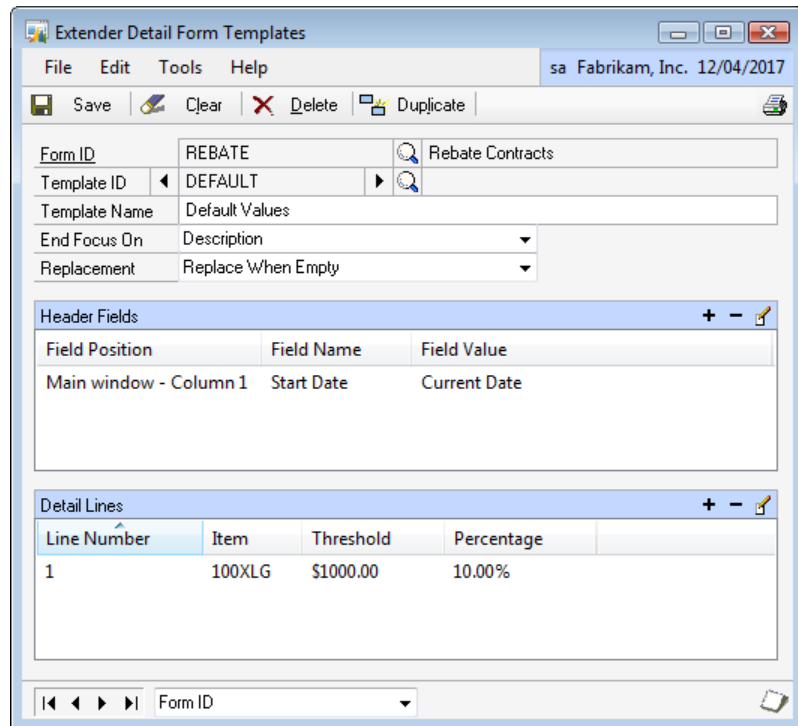 Extender Detail Form Templates
File Edit Tools Help sa Fabrikam, Inc. 12/04/2017
Save Clear Delete Duplicate
Form ID REBATE Rebate Contracts
Template ID DEFAULT
Template Name Default Values
End Focus On Description
Replacement Replace When Empty
Header Fields
Field Position Field Name Field Value
Main window - Column 1 Start Date Current Date
Detail Lines
Line Number Item Threshold Percentage
1 100XLG $1000.00 10.00%
Form ID